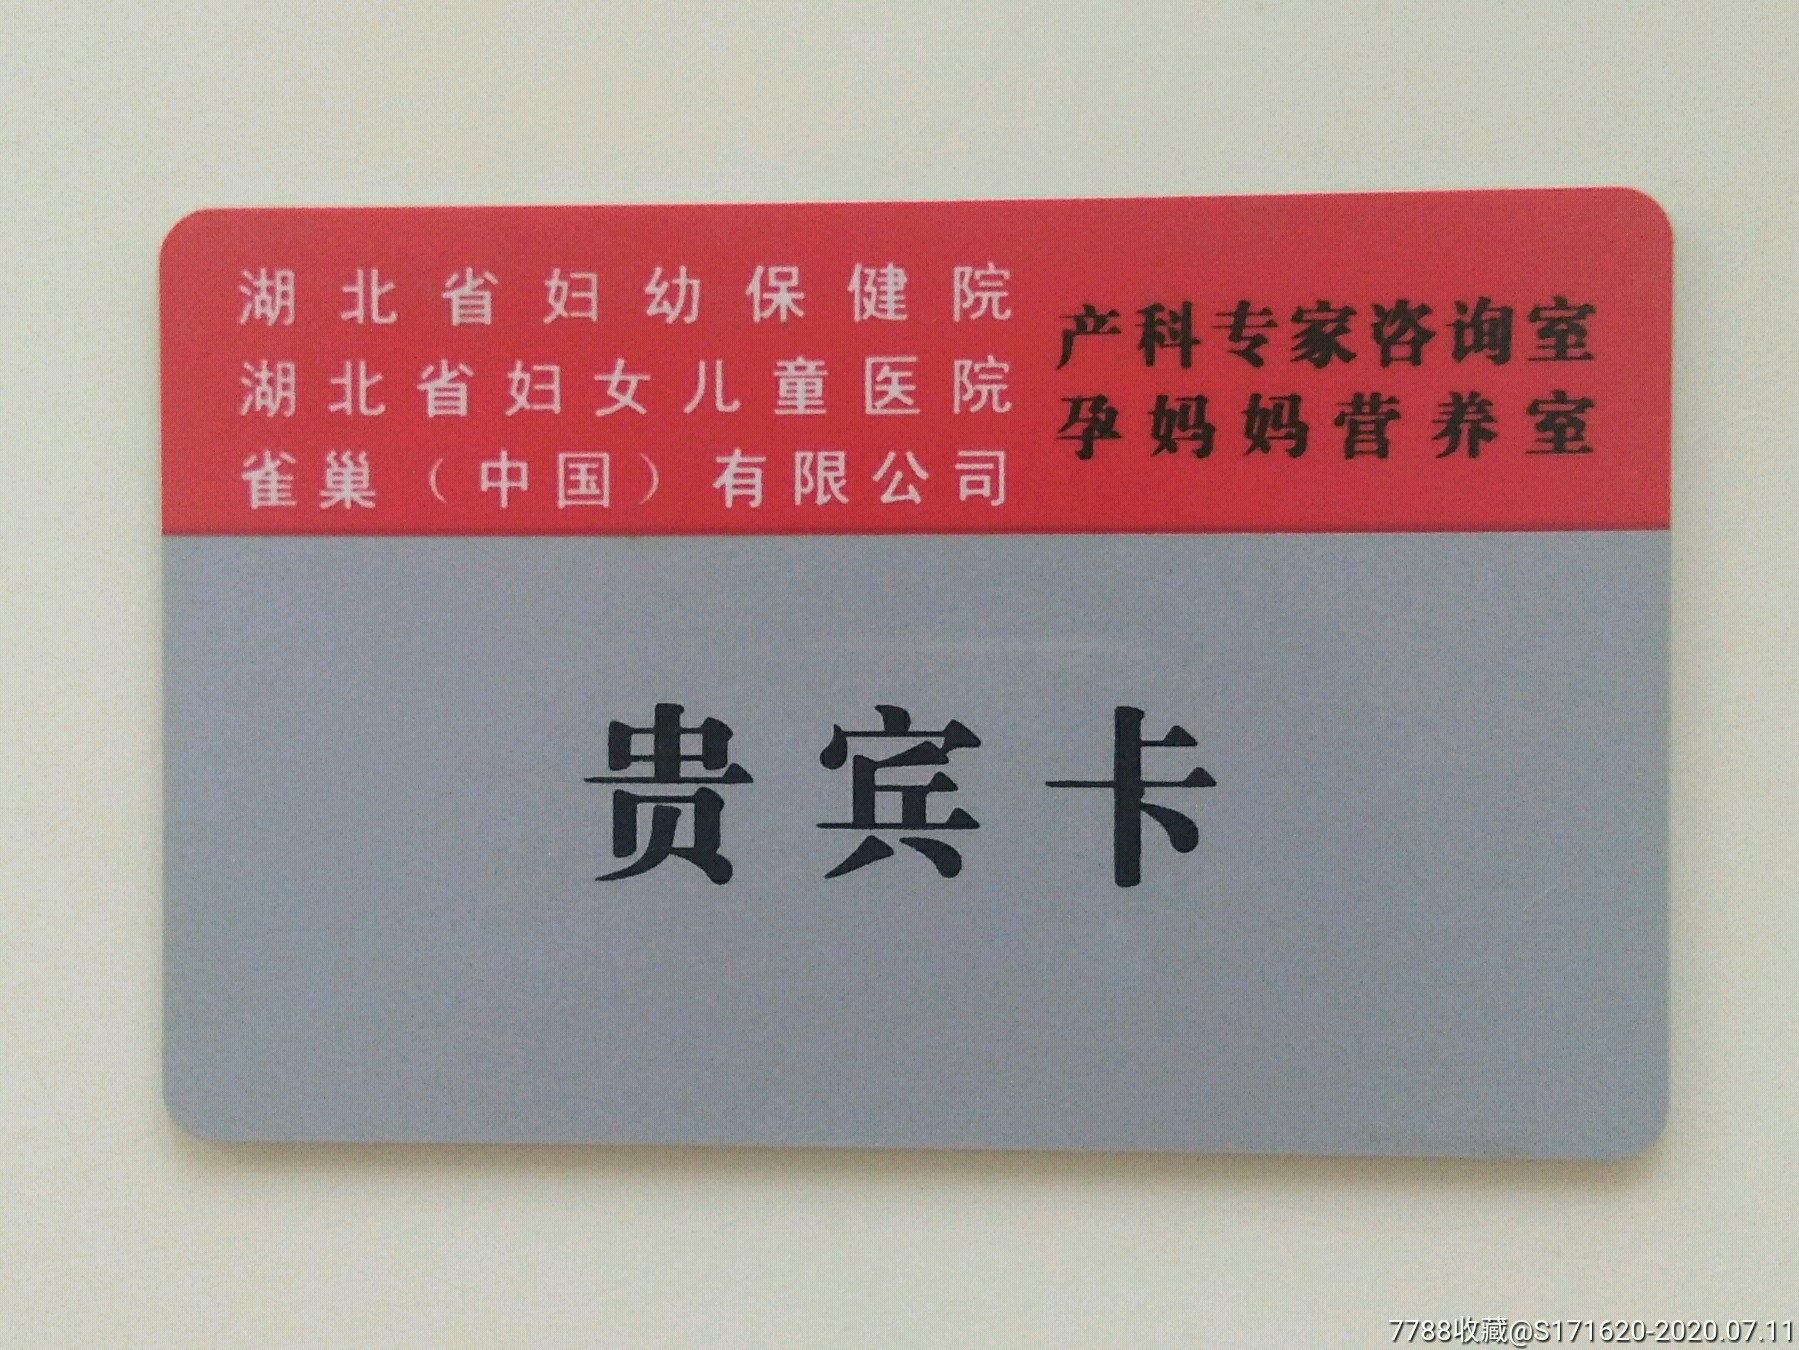 湖北省妇幼保健院
湖北省妇女儿童医院
雀巢（中国）有限公司
产科专家咨询室
孕妈妈营养室
贵宾卡
7788收藏@S171620-2020.07.11